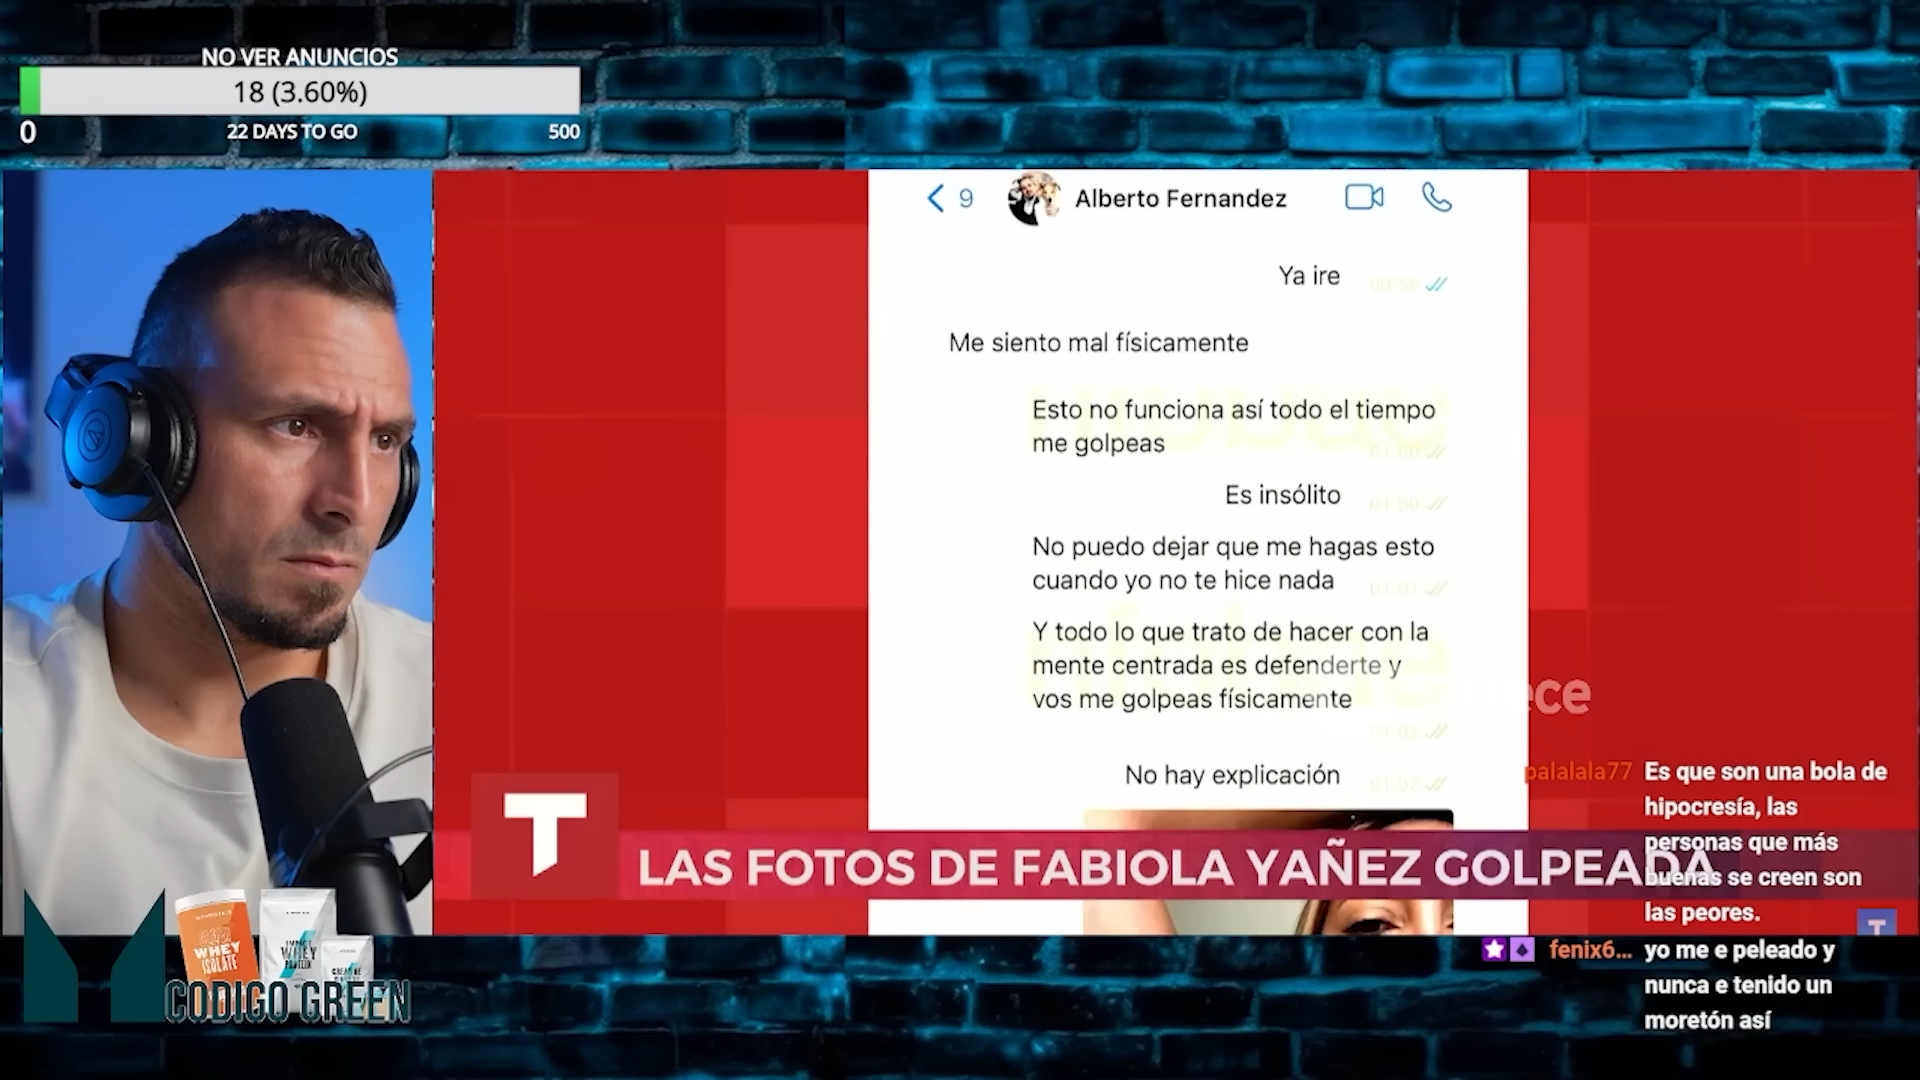 NO VER ANUNCIOS
18 (3.60%)
0
22 DAYS TO GO
500
9
Alberto Fernandez
Ya ire
Me siento mal físicamente
Esto no funciona así todo el tiempo
me golpeas
Es insólito
No puedo dejar que me hagas esto
cuando yo no te hice nada
Y todo lo que trato de hacer con la
mente centrada es defenderte y
vos me golpeas físicamente
No hay explicación
T
LAS FOTOS DE FABIOLA YAÑEZ GOLPEADA
palalala77 Es que son una bola de
hipocresía, las
personas que más
buenas se creen son
las peores.
fenix6... yo me e peleado y
nunca e tenido un
moretón así
WHEY
ISOLATE
IMPACT
WHEY
PROTEIN
CODIGO GREEN